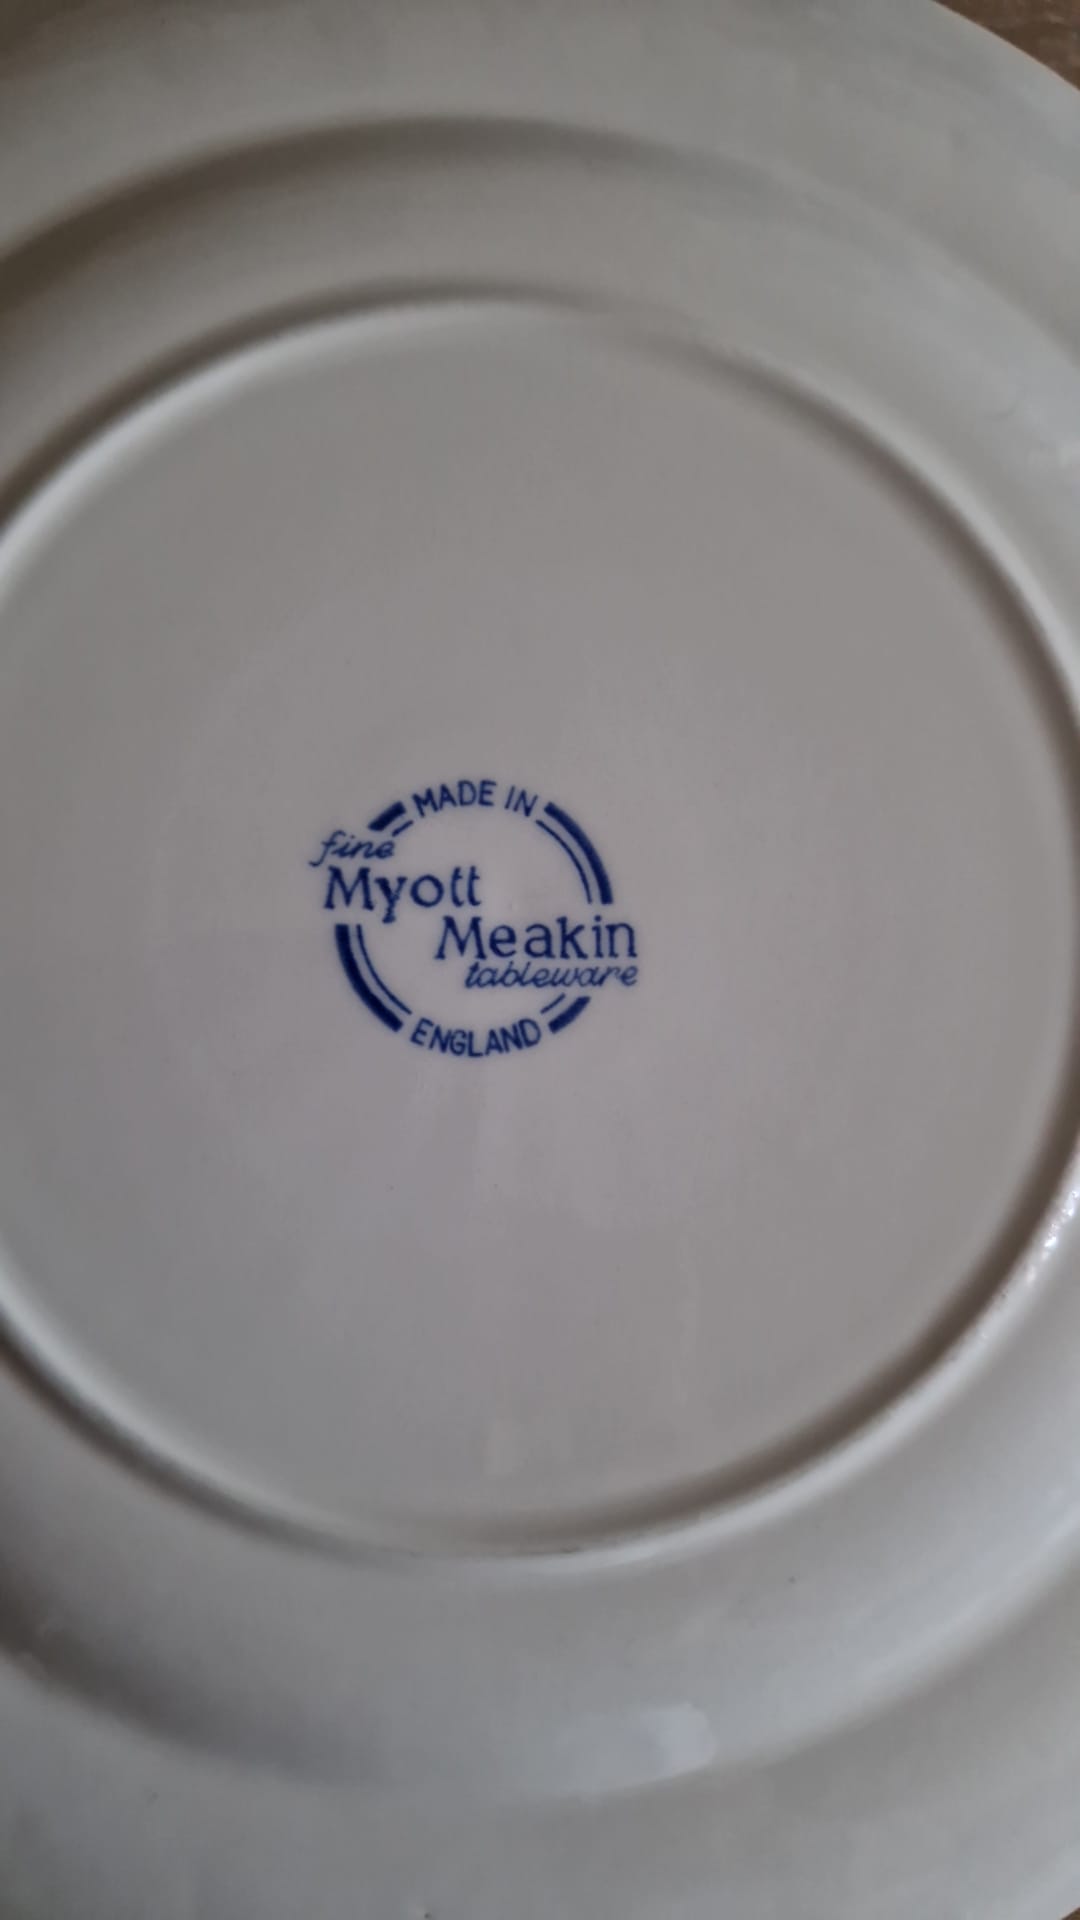 MADE IN
fine
Myott
Meakin
tableware
ENGLAND